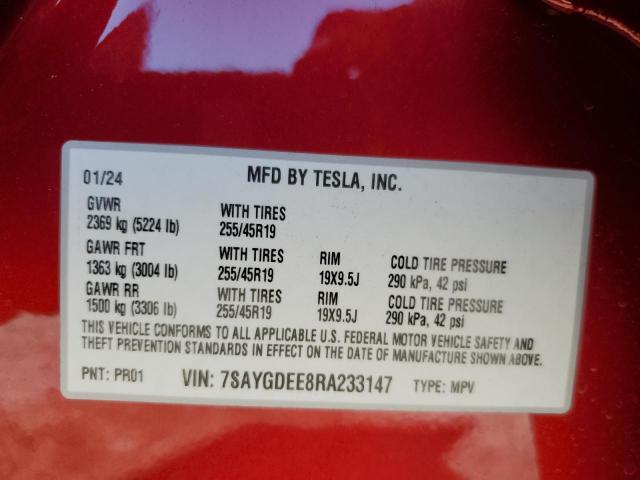 01/24 MFD BY TESLA, INC.
GVWR WITH TIRES
2369 kg (5224 lb) 255/45R19
GAWR FRT WITH TIRES RIM COLD TIRE PRESSURE
1363 kg (3004 lb) 255/45R19 19X9.5J 290 kPa, 42 psi
GAWR RR WITH TIRES RIM COLD TIRE PRESSURE
1500 kg (3306 lb) 255/45R19 19X9.5J 290 kPa, 42 psi
THIS VEHICLE CONFORMS TO ALL APPLICABLE U.S. FEDERAL MOTOR VEHICLE SAFETY AND
THEFT PREVENTION STANDARDS IN EFFECT ON THE DATE OF MANUFACTURE SHOWN ABOVE.
PNT: PR01 VIN: 7SAYGDEE8RA233147 TYPE: MPV